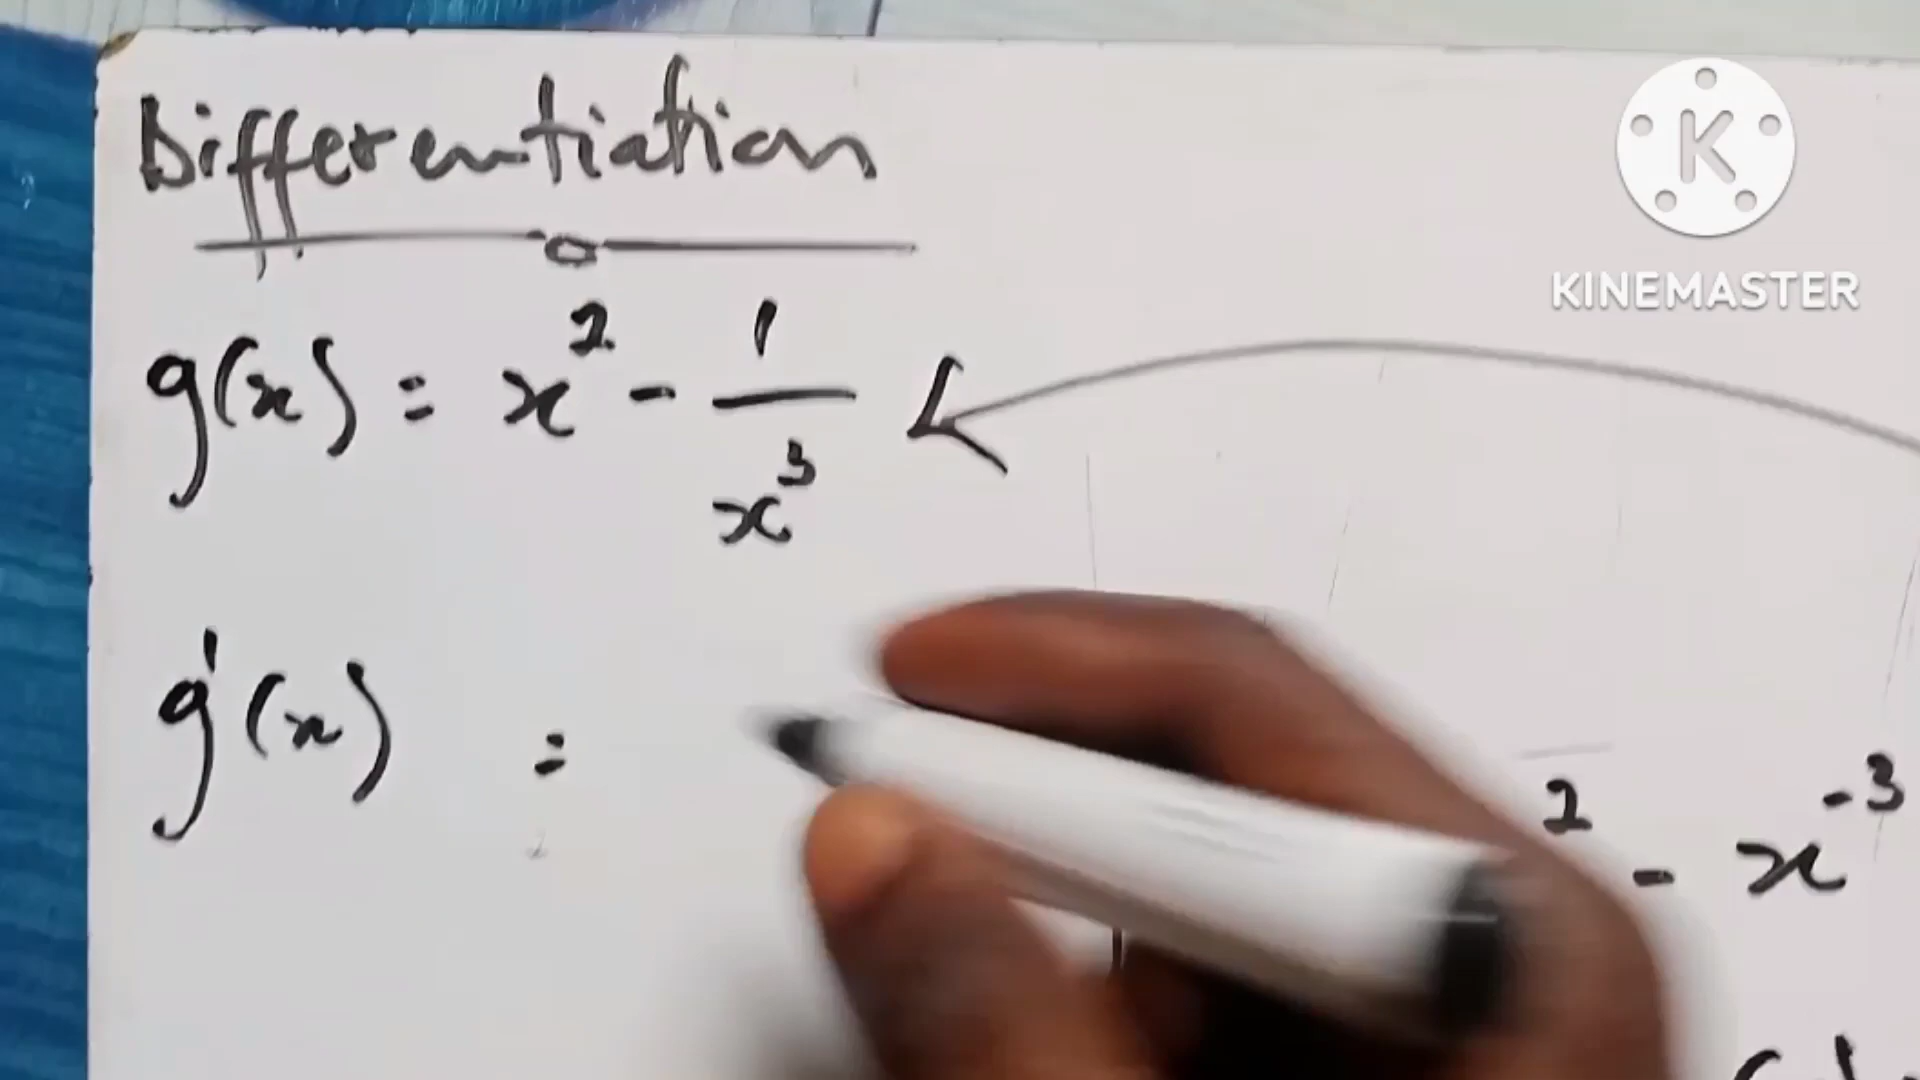 Differentiation
K
KINEMASTER
g(x) = x² - 1/x³
g'(x) =
² - x⁻³